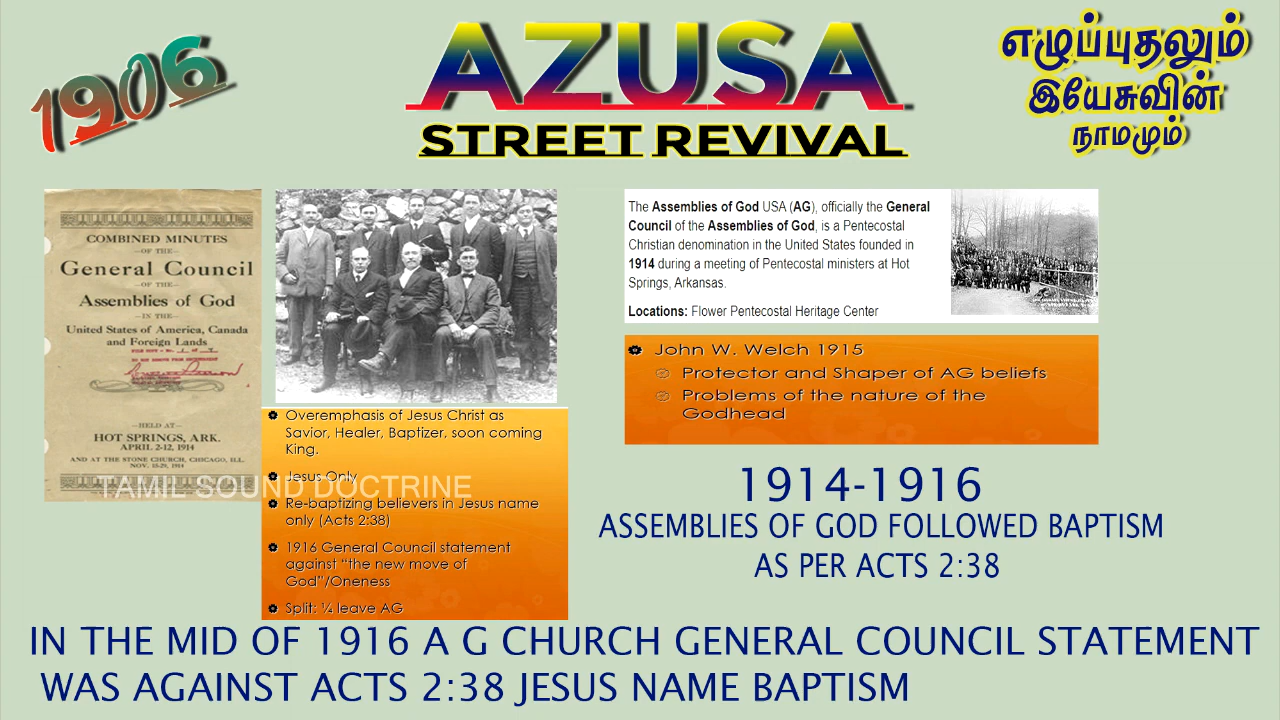 1906
AZUSA
STREET REVIVAL
எழுப்புதலும்
இயேசுவின்
நாமமும்
COMBINED MINUTES
—OF THE—
General Council
—OF THE—
Assemblies of God
—IN THE—
United States of America, Canada
and Foreign Lands
—HELD AT—
HOT SPRINGS, ARK.
APRIL 2-12, 1914
AND AT THE STONE CHURCH, CHICAGO, ILL.
NOV. 15-29, 1914
The Assemblies of God USA (AG), officially the General
Council of the Assemblies of God, is a Pentecostal
Christian denomination in the United States founded in
1914 during a meeting of Pentecostal ministers at Hot
Springs, Arkansas.
Locations: Flower Pentecostal Heritage Center
John W. Welch 1915
Protector and Shaper of AG beliefs
Problems of the nature of the
Godhead
Overemphasis of Jesus Christ as
Savior, Healer, Baptizer, soon coming
King.
Jesus Only
TAMIL SOUND DOCTRINE
Re-baptizing believers in Jesus name
only (Acts 2:38)
1916 General Council statement
against “the new move of
God”/Oneness
Split: ¼ leave AG
1914-1916
ASSEMBLIES OF GOD FOLLOWED BAPTISM
AS PER ACTS 2:38
IN THE MID OF 1916 A G CHURCH GENERAL COUNCIL STATEMENT
WAS AGAINST ACTS 2:38 JESUS NAME BAPTISM